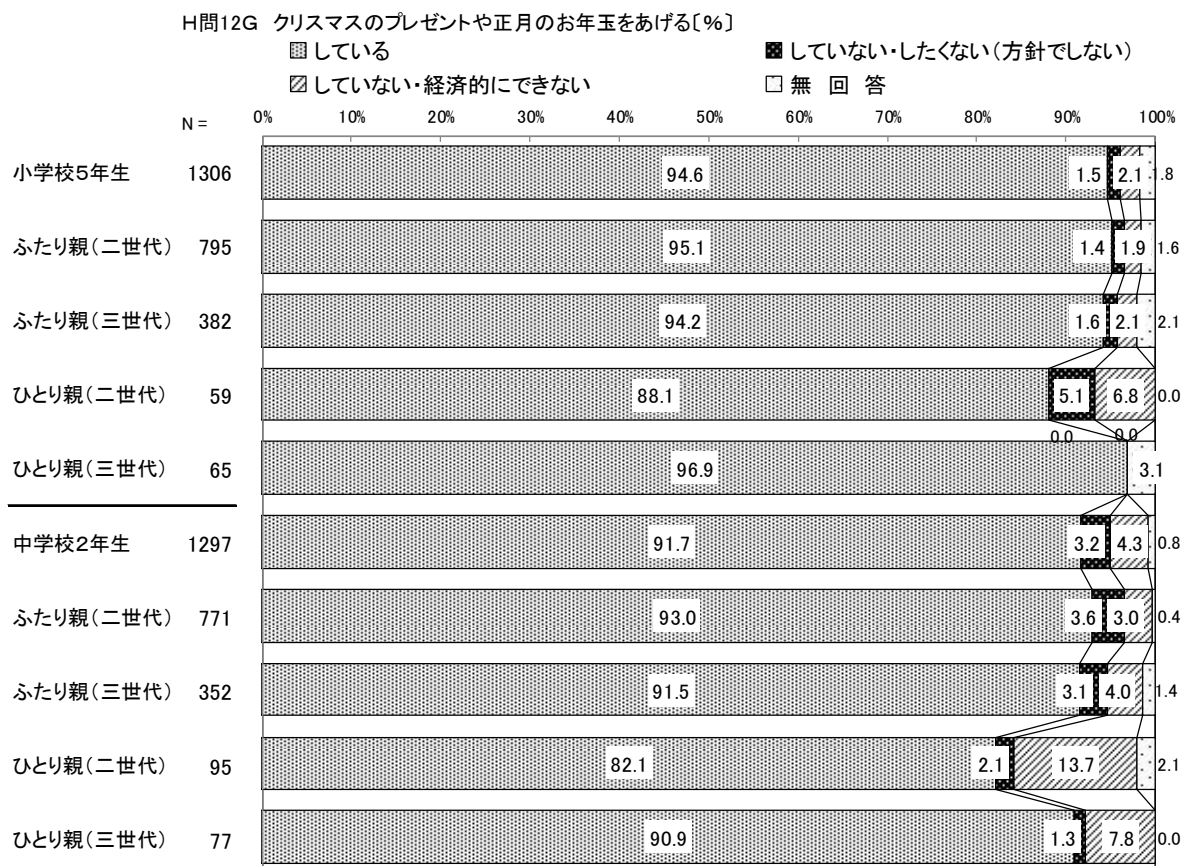 H問12G クリスマスのプレゼントや正月のお年玉をあげる〔%〕
している していない・したくない(方針でしない)
していない・経済的にできない 無 回 答
N = 0% 10% 20% 30% 40% 50% 60% 70% 80% 90% 100%
小学校5年生 1306 94.6 1.5 2.1 1.8
ふたり親(二世代) 795 95.1 1.4 1.9 1.6
ふたり親(三世代) 382 94.2 1.6 2.1 2.1
ひとり親(二世代) 59 88.1 5.1 6.8 0.0
0.0 0.0
ひとり親(三世代) 65 96.9 3.1
中学校2年生 1297 91.7 3.2 4.3 0.8
ふたり親(二世代) 771 93.0 3.6 3.0 0.4
ふたり親(三世代) 352 91.5 3.1 4.0 1.4
ひとり親(二世代) 95 82.1 2.1 13.7 2.1
ひとり親(三世代) 77 90.9 1.3 7.8 0.0